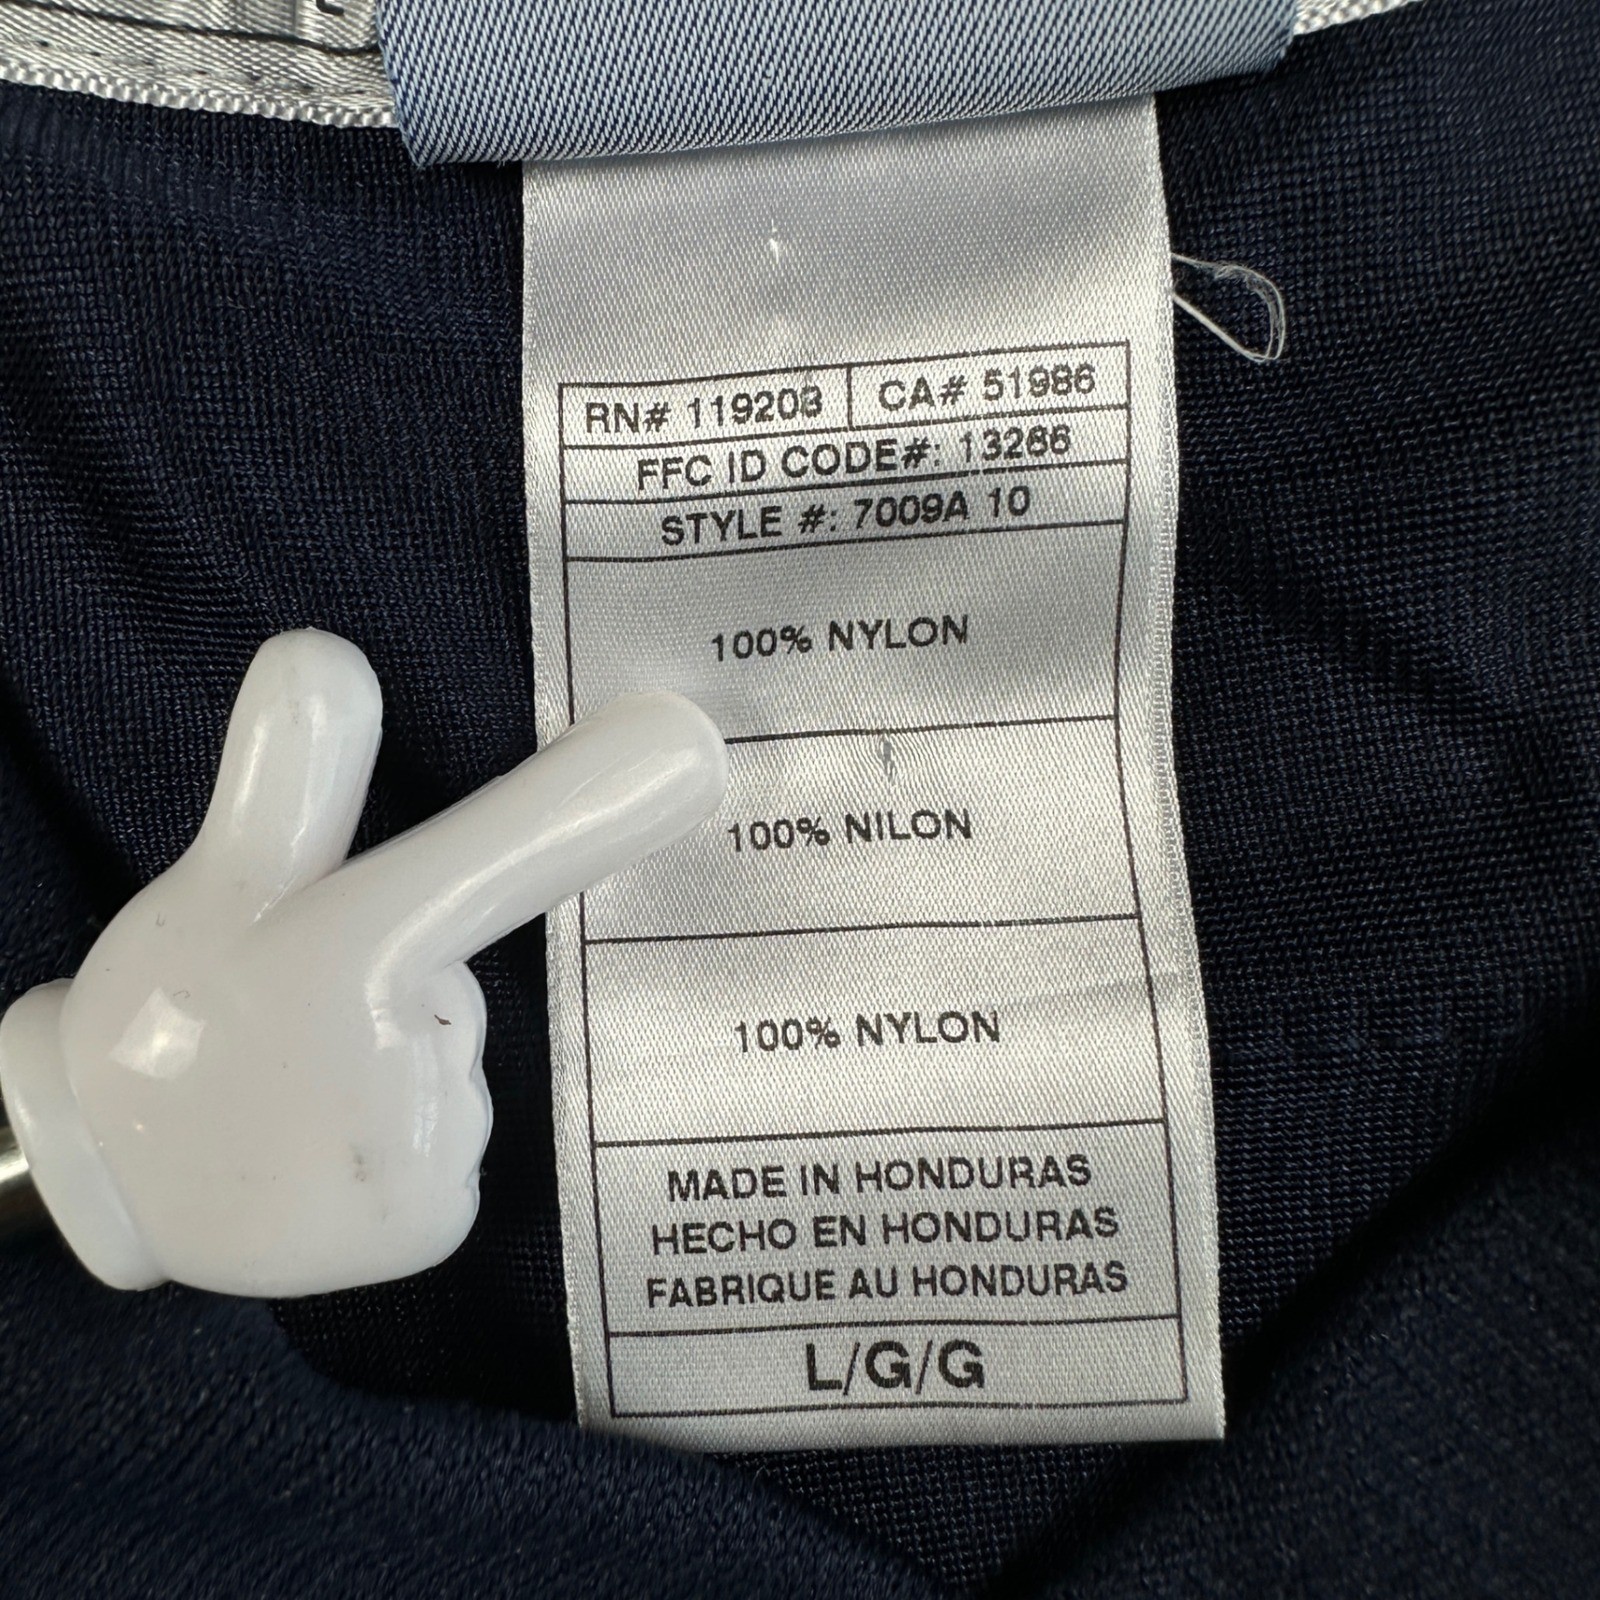 RN# 119203 CA# 51986
FFC ID CODE#: 13286
STYLE #: 7009A 10
100% NYLON
100% NILON
100% NYLON
MADE IN HONDURAS
HECHO EN HONDURAS
FABRIQUE AU HONDURAS
L/G/G